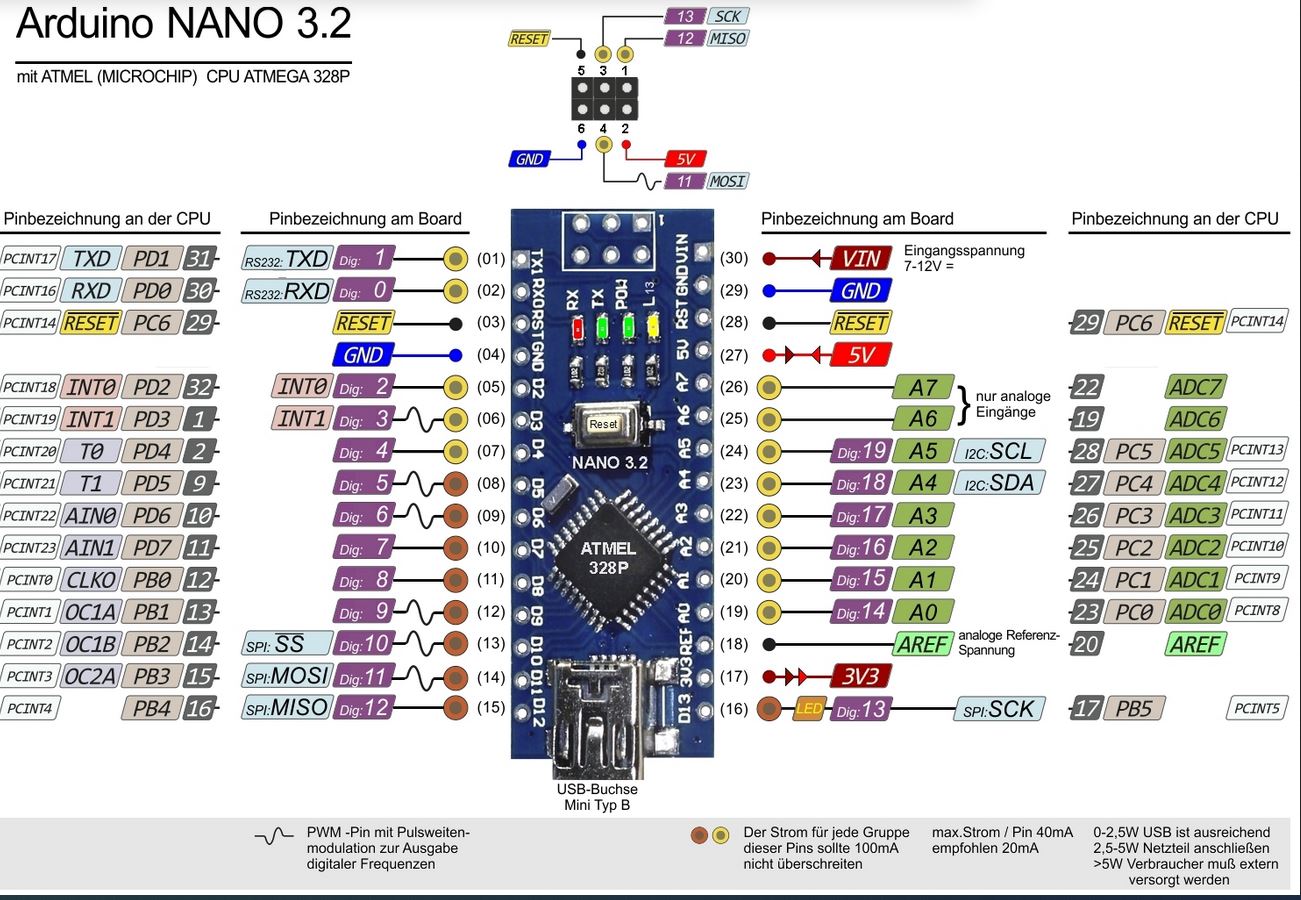 Arduino NANO 3.2
mit ATMEL (MICROCHIP) CPU ATMEGA 328P
13 SCK
RESET 12 MISO
5 3 1
6 4 2
GND 5V
11 MOSI
Pinbezeichnung an der CPU Pinbezeichnung am Board Pinbezeichnung am Board Pinbezeichnung an der CPU
PCINT17 TXD PD1 31 RS232:TXD Dig: 1 (01) TX1 VIN (30) VIN Eingangsspannung
7-12V =
PCINT16 RXD PD0 30 RS232:RXD Dig: 0 (02) RX0 GND (29) GND
PCINT14 RESET PC6 29 RESET (03) RST RST (28) RESET 29 PC6 RESET PCINT14
GND (04) GND 5V (27) 5V
PCINT18 INT0 PD2 32 INT0 Dig: 2 (05) D2 A7 (26) A7 22 ADC7
nur analoge
Eingänge
PCINT19 INT1 PD3 1 INT1 Dig: 3 (06) D3 A6 (25) A6 19 ADC6
PCINT20 T0 PD4 2 Dig: 4 (07) D4 A5 (24) Dig:19 A5 I2C:SCL 28 PC5 ADC5 PCINT13
PCINT21 T1 PD5 9 Dig: 5 (08) D5 A4 (23) Dig:18 A4 I2C:SDA 27 PC4 ADC4 PCINT12
PCINT22 AIN0 PD6 10 Dig: 6 (09) D6 A3 (22) Dig:17 A3 26 PC3 ADC3 PCINT11
PCINT23 AIN1 PD7 11 Dig: 7 (10) D7 A2 (21) Dig:16 A2 25 PC2 ADC2 PCINT10
PCINT0 CLKO PB0 12 Dig: 8 (11) D8 A1 (20) Dig:15 A1 24 PC1 ADC1 PCINT9
PCINT1 OC1A PB1 13 Dig: 9 (12) D9 A0 (19) Dig:14 A0 23 PC0 ADC0 PCINT8
PCINT2 OC1B PB2 14 SPI: SS Dig:10 (13) D10 REF (18) AREF analoge Referenz-
Spannung 20 AREF
PCINT3 OC2A PB3 15 SPI:MOSI Dig:11 (14) D11 3V3 (17) 3V3
PCINT4 PB4 16 SPI:MISO Dig:12 (15) D12 D13 (16) LED Dig:13 SPI:SCK 17 PB5 PCINT5
1
RX TX POW L 13
Reset
NANO 3.2
ATMEL
328P
USB-Buchse
Mini Typ B
PWM -Pin mit Pulsweiten-
modulation zur Ausgabe
digitaler Frequenzen
Der Strom für jede Gruppe
dieser Pins sollte 100mA
nicht überschreiten
max.Strom / Pin 40mA
empfohlen 20mA
0-2,5W USB ist ausreichend
2,5-5W Netzteil anschließen
>5W Verbraucher muß extern
versorgt werden